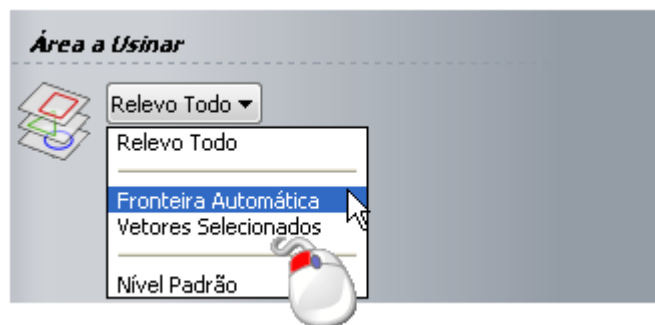 Área a Usinar
Relevo Todo
Relevo Todo
Fronteira Automática
Vetores Selecionados
Nível Padrão